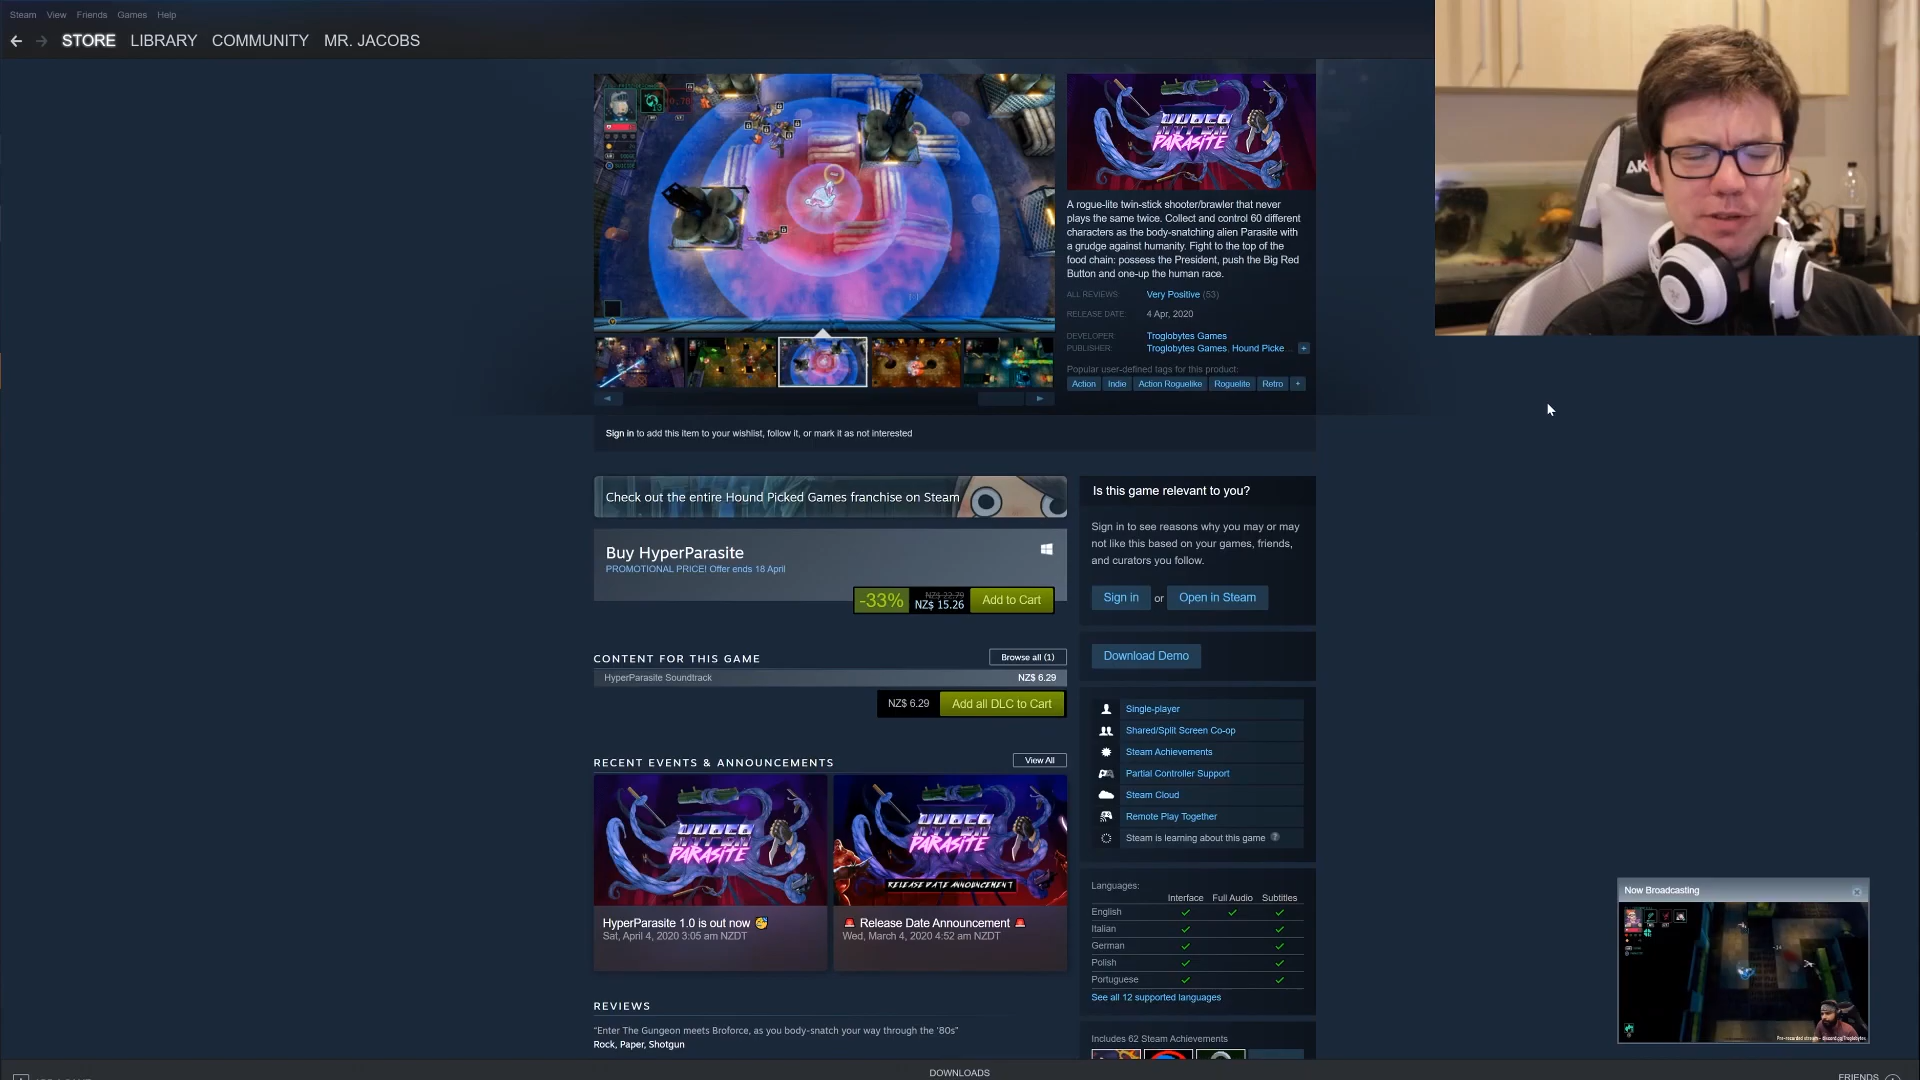 Steam View Friends Games Help
STORE LIBRARY COMMUNITY MR. JACOBS
HYPER
PARASITE
A rogue-lite twin-stick shooter/brawler that never
plays the same twice. Collect and control 60 different
characters as the body-snatching alien Parasite with
a grudge against humanity. Fight to the top of the
food chain: possess the President, push the Big Red
Button and one-up the human race.
ALL REVIEWS: Very Positive (53)
RELEASE DATE: 4 Apr, 2020
DEVELOPER: Troglobytes Games
PUBLISHER: Troglobytes Games, Hound Picke... +
Popular user-defined tags for this product:
Action Indie Action Roguelike Roguelite Retro +
Sign in to add this item to your wishlist, follow it, or mark it as not interested
Check out the entire Hound Picked Games franchise on Steam
Buy HyperParasite
PROMOTIONAL PRICE! Offer ends 18 April
-33% NZ$ 22.79 NZ$ 15.26 Add to Cart
CONTENT FOR THIS GAME Browse all (1)
HyperParasite Soundtrack NZ$ 6.29
NZ$ 6.29 Add all DLC to Cart
RECENT EVENTS & ANNOUNCEMENTS View All
HYPER
PARASITE
HYPER
PARASITE
RELEASE DATE ANNOUNCEMENT
HyperParasite 1.0 is out now
Sat, April 4, 2020 3:05 am NZDT
Release Date Announcement
Wed, March 4, 2020 4:52 am NZDT
REVIEWS
“Enter The Gungeon meets Broforce, as you body-snatch your way through the '80s”
Rock, Paper, Shotgun
Is this game relevant to you?
Sign in to see reasons why you may or may
not like this based on your games, friends,
and curators you follow.
Sign in or Open in Steam
Download Demo
Single-player
Shared/Split Screen Co-op
Steam Achievements
Partial Controller Support
Steam Cloud
Remote Play Together
Steam is learning about this game ?
Languages:
Interface Full Audio Subtitles
English
Italian
German
Polish
Portuguese
See all 12 supported languages
Includes 62 Steam Achievements
AK
Now Broadcasting
DOWNLOADS
FRIENDS